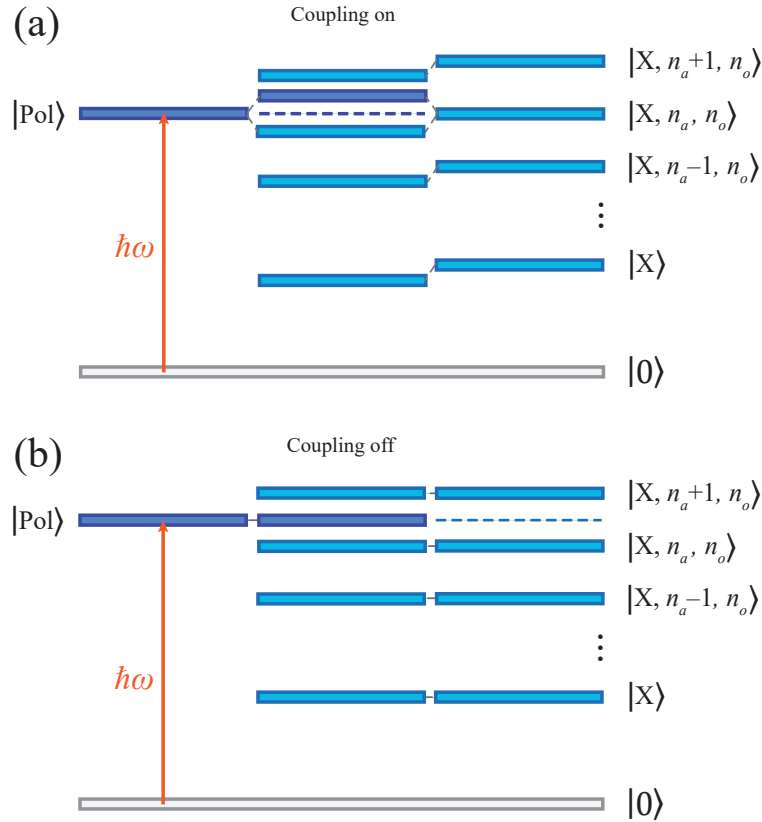 (a)
Coupling on
|X, nₐ+1, nₒ⟩
|Pol⟩
|X, nₐ, nₒ⟩
|X, nₐ–1, nₒ⟩
⋮
ħω
|X⟩
|0⟩
(b)
Coupling off
|X, nₐ+1, nₒ⟩
|Pol⟩
|X, nₐ, nₒ⟩
|X, nₐ–1, nₒ⟩
⋮
ħω
|X⟩
|0⟩